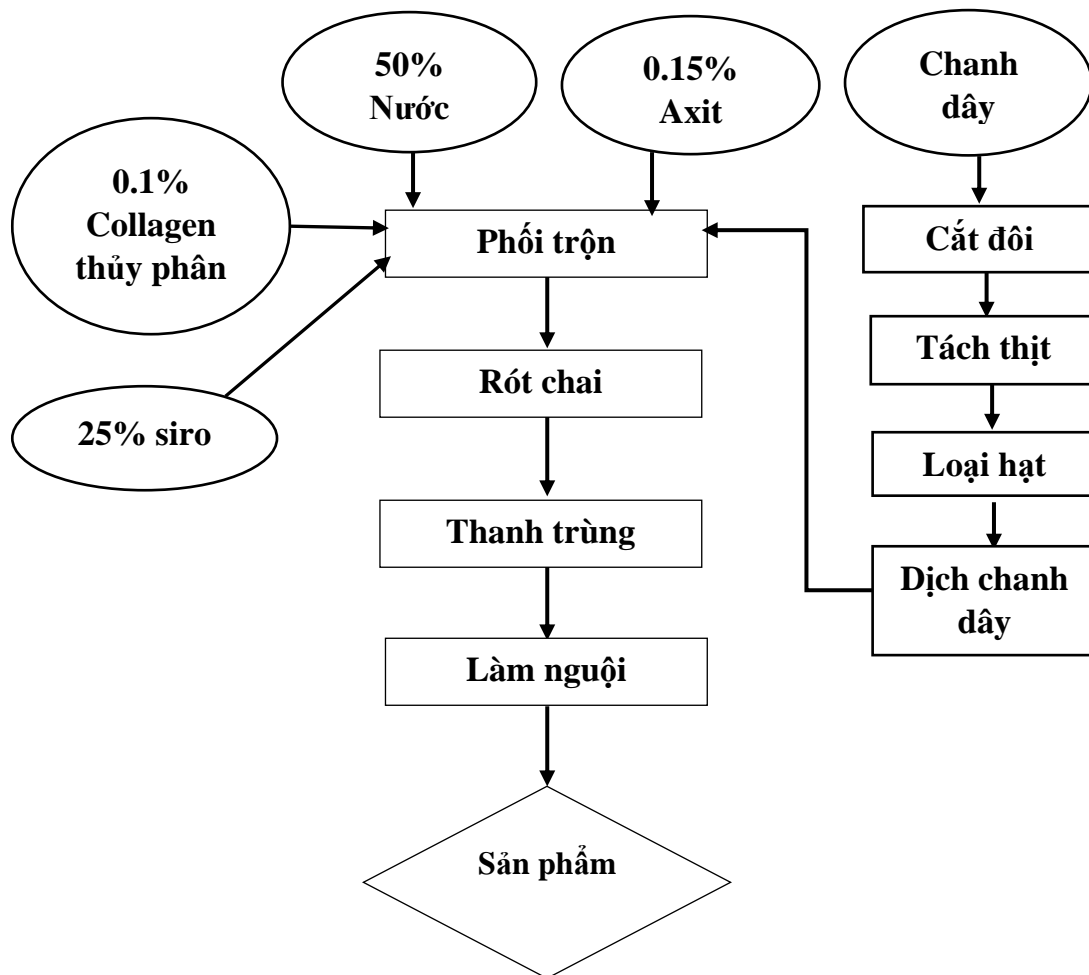 50%
Nước
0.15%
Axit
Chanh
dây
0.1%
Collagen
thủy phân
Phối trộn
Cắt đôi
Tách thịt
Rót chai
25% siro
Loại hạt
Thanh trùng
Dịch chanh
dây
Làm nguội
Sản phẩm